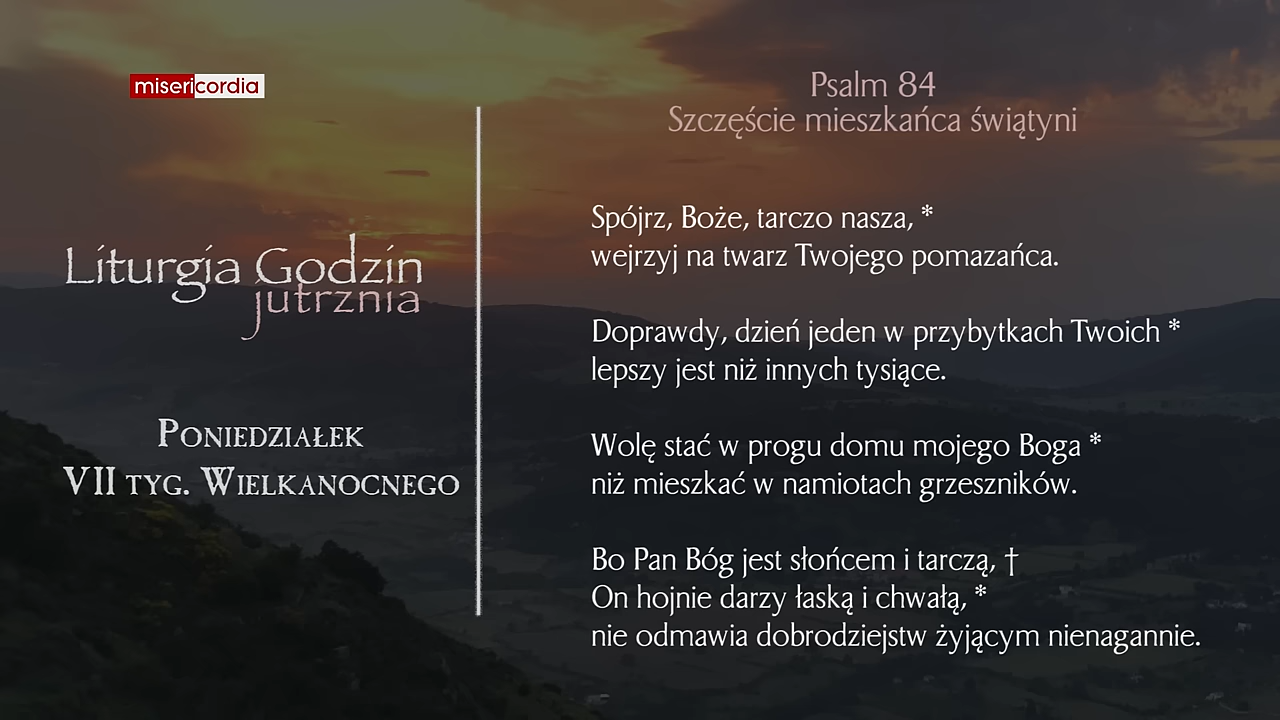 misericordia
Liturgia Godzin
jutrznia
Poniedziałek
VII tyg. Wielkanocnego
Psalm 84
Szczęście mieszkańca świątyni
Spójrz, Boże, tarczo nasza, *
wejrzyj na twarz Twojego pomazańca.
Doprawdy, dzień jeden w przybytkach Twoich *
lepszy jest niż innych tysiące.
Wolę stać w progu domu mojego Boga *
niż mieszkać w namiotach grzeszników.
Bo Pan Bóg jest słońcem i tarczą, †
On hojnie darzy łaską i chwałą, *
nie odmawia dobrodziejstw żyjącym nienagannie.